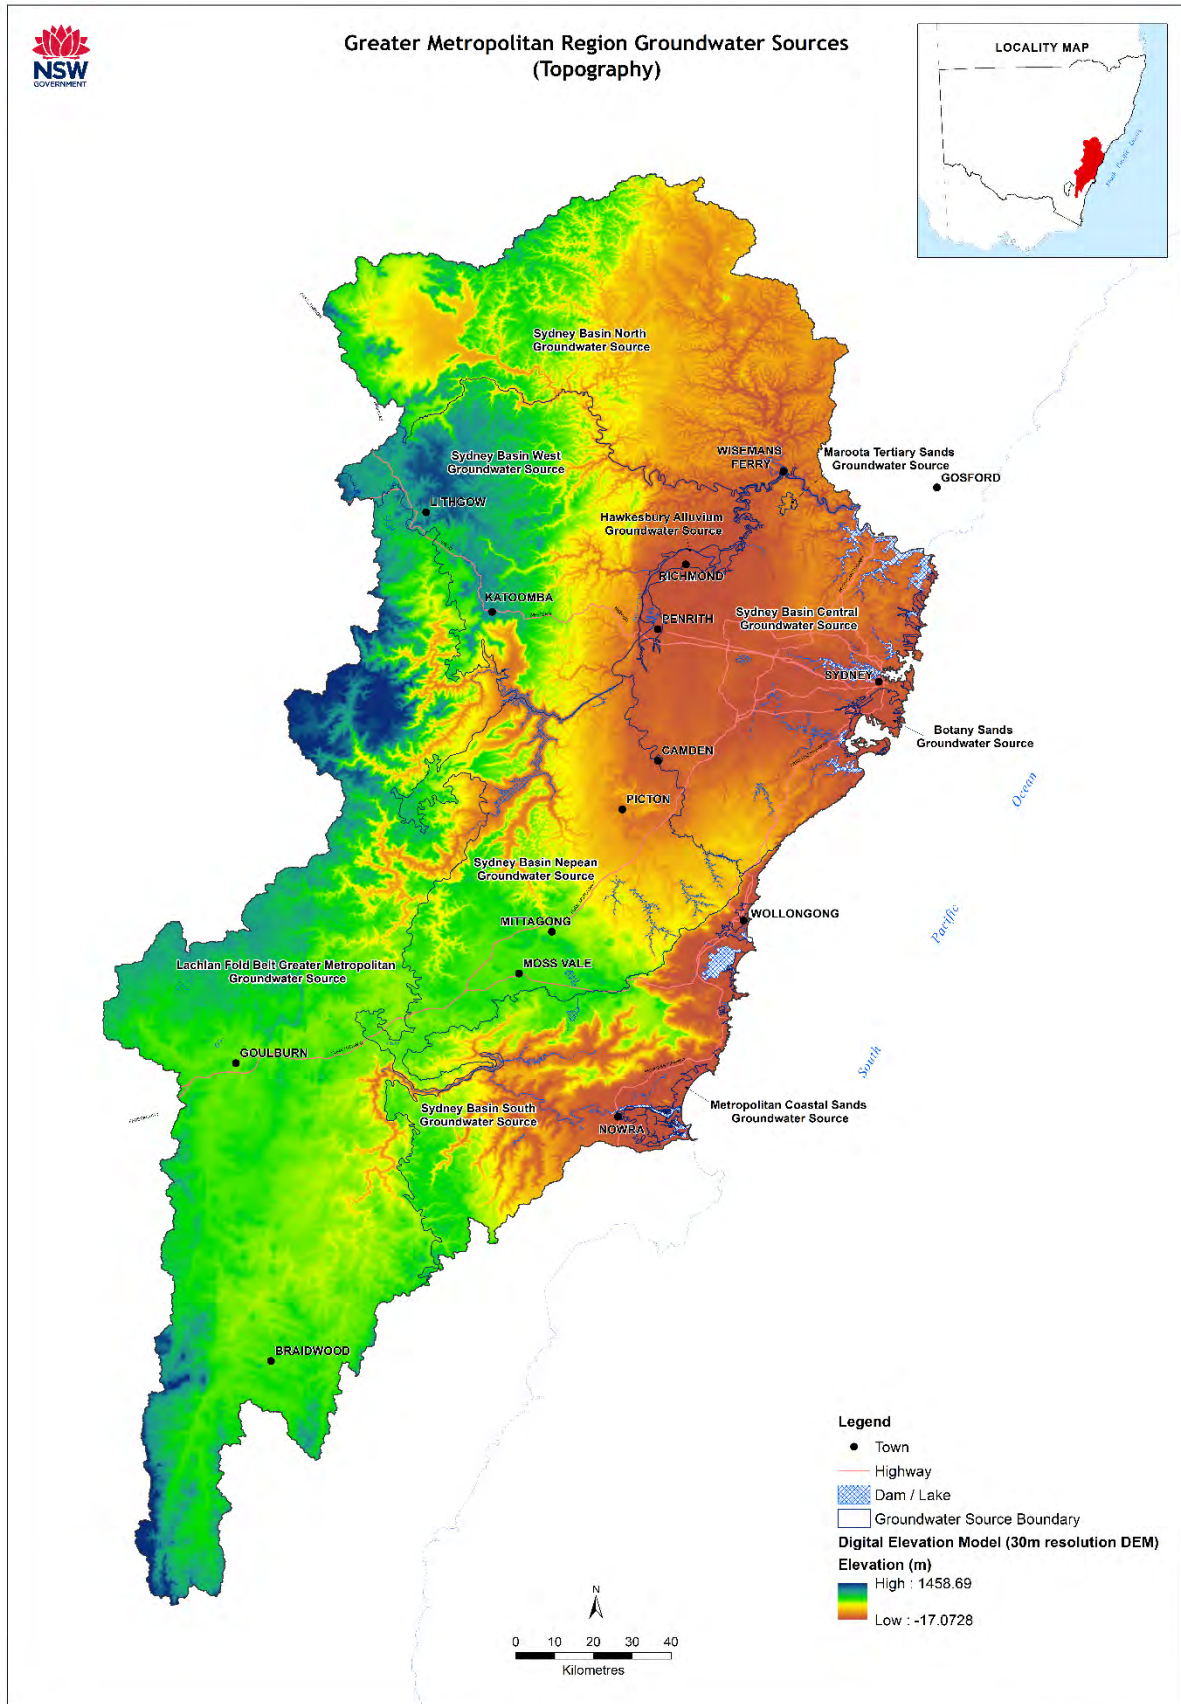 NSW
GOVERNMENT
Greater Metropolitan Region Groundwater Sources
(Topography)
LOCALITY MAP
South Pacific Ocean
Sydney Basin North
Groundwater Source
Sydney Basin West
Groundwater Source
WISEMANS
FERRY
Maroota Tertiary Sands
Groundwater Source
GOSFORD
LITHGOW
Hawkesbury Alluvium
Groundwater Source
RICHMOND
KATOOMBA
PENRITH
Sydney Basin Central
Groundwater Source
SYDNEY
Botany Sands
Groundwater Source
CAMDEN
Ocean
PICTON
Sydney Basin Nepean
Groundwater Source
MITTAGONG
WOLLONGONG
Pacific
MOSS VALE
Lachlan Fold Belt Greater Metropolitan
Groundwater Source
GOULBURN
South
Sydney Basin South
Groundwater Source
Metropolitan Coastal Sands
Groundwater Source
NOWRA
BRAIDWOOD
Legend
Town
Highway
Dam / Lake
Groundwater Source Boundary
Digital Elevation Model (30m resolution DEM)
Elevation (m)
High : 1458.69
Low : -17.0728
N
0 10 20 30 40
Kilometres